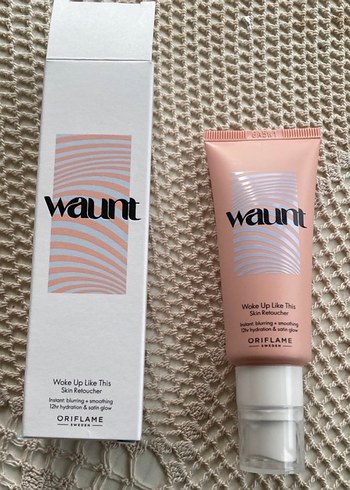 waunt
Woke Up Like This
Skin Retoucher
Instant blurring + smoothing
12hr hydration & satin glow
ORIFLAME
SWEDEN
waunt
Woke Up Like This
Skin Retoucher
Instant blurring + smoothing
12hr hydration & satin glow
ORIFLAME
SWEDEN